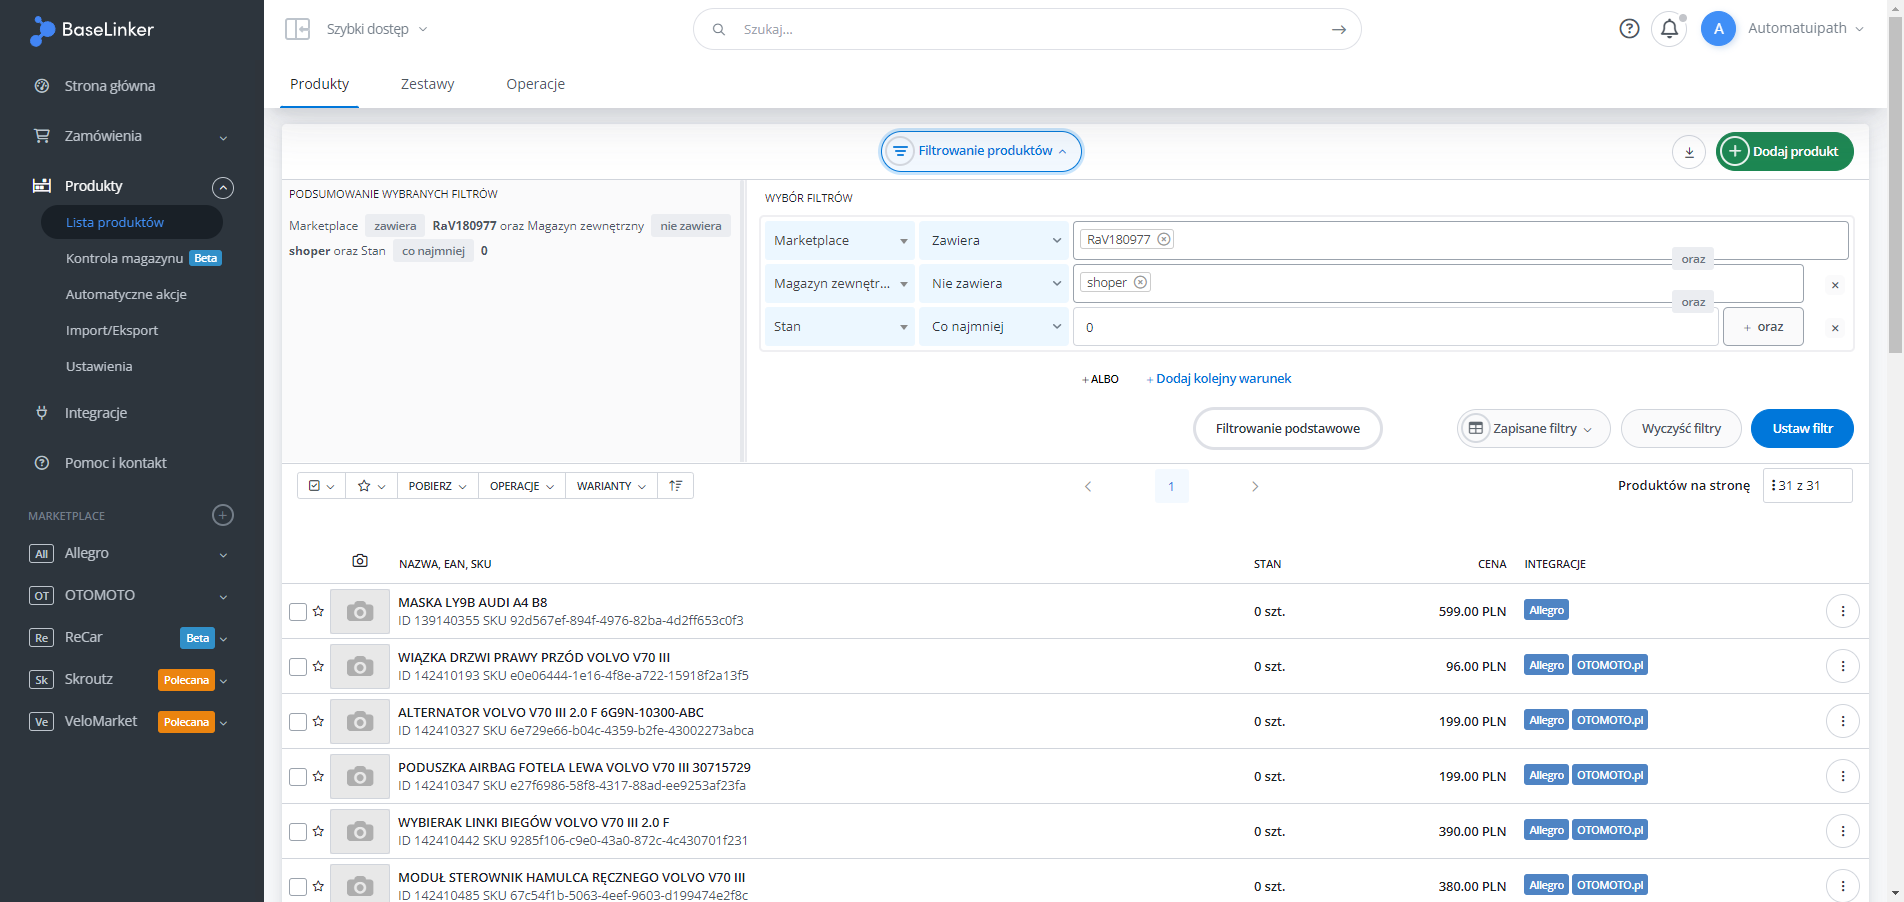 BaseLinker
Szybki dostęp
Szukaj...
A
Automatuipath
Strona główna
Zamówienia
Produkty
Lista produktów
Kontrola magazynu Beta
Automatyczne akcje
Import/Eksport
Ustawienia
Integracje
Pomoc i kontakt
MARKETPLACE
All Allegro
OT OTOMOTO
Re ReCar Beta
Sk Skroutz Polecana
Ve VeloMarket Polecana
Produkty Zestawy Operacje
Filtrowanie produktów
Dodaj produkt
PODSUMOWANIE WYBRANYCH FILTRÓW
Marketplace zawiera RaV180977 oraz Magazyn zewnętrzny nie zawiera
shoper oraz Stan co najmniej 0
WYBÓR FILTRÓW
Marketplace Zawiera RaV180977
oraz
Magazyn zewnętr... Nie zawiera shoper
oraz
Stan Co najmniej 0 + oraz
+ ALBO + Dodaj kolejny warunek
Filtrowanie podstawowe Zapisane filtry Wyczyść filtry Ustaw filtr
POBIERZ OPERACJE WARIANTY
1
Produktów na stronę 31 z 31
NAZWA, EAN, SKU STAN CENA INTEGRACJE
MASKA LY9B AUDI A4 B8
ID 139140355 SKU 92d567ef-894f-4976-82ba-4d2ff653c0f3
0 szt. 599.00 PLN Allegro
WIĄZKA DRZWI PRAWY PRZÓD VOLVO V70 III
ID 142410193 SKU e0e06444-1e16-4f8e-a722-15918f2a13f5
0 szt. 96.00 PLN Allegro OTOMOTO.pl
ALTERNATOR VOLVO V70 III 2.0 F 6G9N-10300-ABC
ID 142410327 SKU 6e729e66-b04c-4359-b2fe-43002273abca
0 szt. 199.00 PLN Allegro OTOMOTO.pl
PODUSZKA AIRBAG FOTELA LEWA VOLVO V70 III 30715729
ID 142410347 SKU e27f6986-58f8-4317-88ad-ee9253af23fa
0 szt. 199.00 PLN Allegro OTOMOTO.pl
WYBIERAK LINKI BIEGÓW VOLVO V70 III 2.0 F
ID 142410442 SKU 9285f106-c9e0-43a0-872c-4c430701f231
0 szt. 390.00 PLN Allegro OTOMOTO.pl
MODUŁ STEROWNIK HAMULCA RĘCZNEGO VOLVO V70 III
ID 142410485 SKU 67c54f1b-5063-4eef-9603-d199474e2f8c
0 szt. 380.00 PLN Allegro OTOMOTO.pl